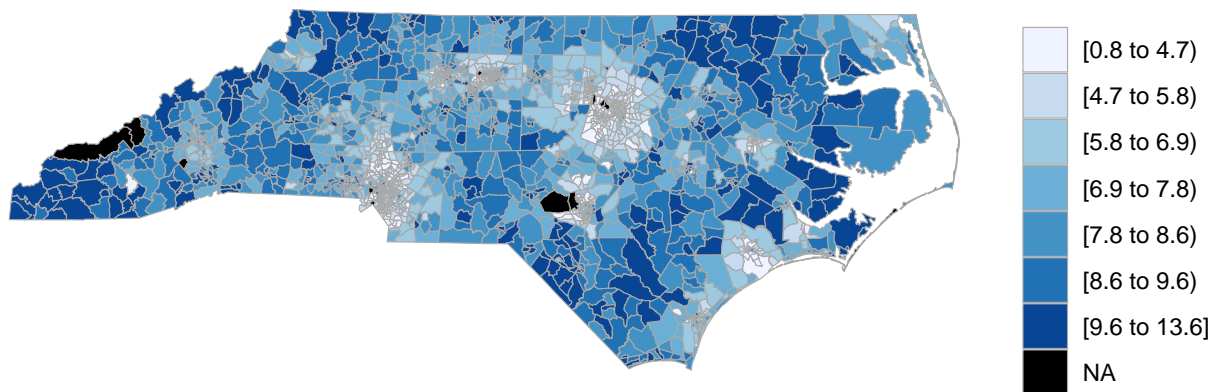 [0.8 to 4.7)
[4.7 to 5.8)
[5.8 to 6.9)
[6.9 to 7.8)
[7.8 to 8.6)
[8.6 to 9.6)
[9.6 to 13.6]
NA